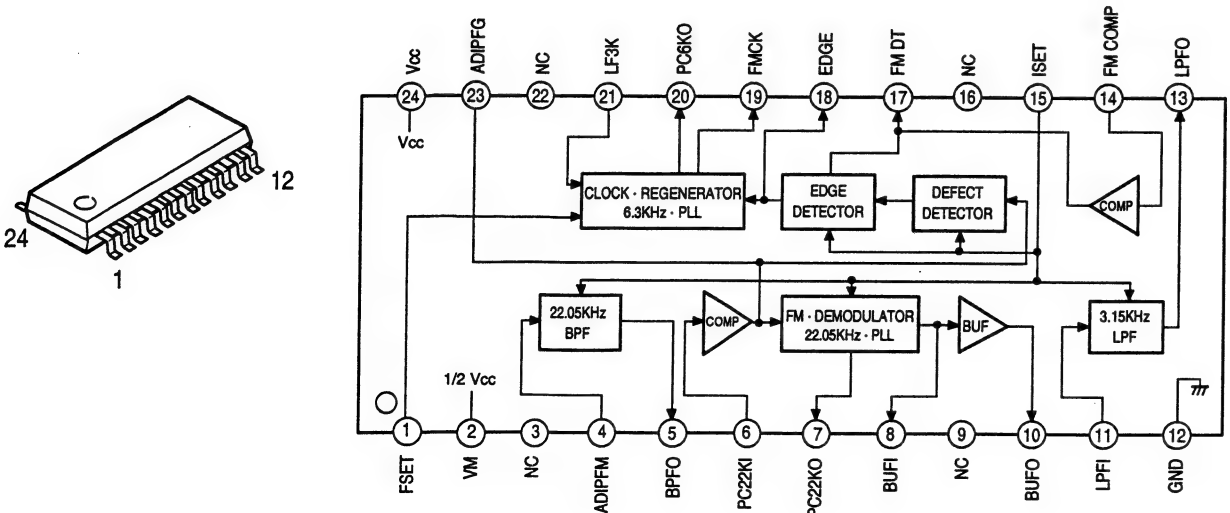 Vcc
ADIPFG
NC
LF3K
PC6KO
FMCK
EDGE
FM DT
NC
ISET
FM COMP
LPFO
24
23
22
21
20
19
18
17
16
15
14
13
Vcc
12
24
1
CLOCK · REGENERATOR
6.3KHz · PLL
EDGE
DETECTOR
DEFECT
DETECTOR
COMP
22.05KHz
BPF
COMP
FM · DEMODULATOR
22.05KHz · PLL
BUF
3.15KHz
LPF
1/2 Vcc
1
2
3
4
5
6
7
8
9
10
11
12
FSET
VM
NC
ADIPFM
BPFO
PC22KI
PC22KO
BUFI
NC
BUFO
LPFI
GND